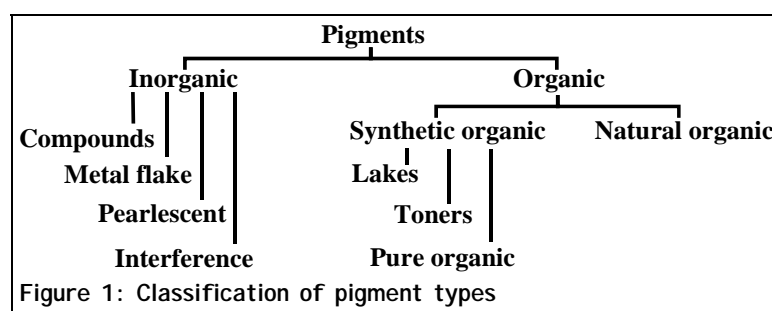 Pigments
Inorganic Organic
Compounds Synthetic organic Natural organic
Metal flake Lakes
Pearlescent Toners
Interference Pure organic
Figure 1: Classification of pigment types